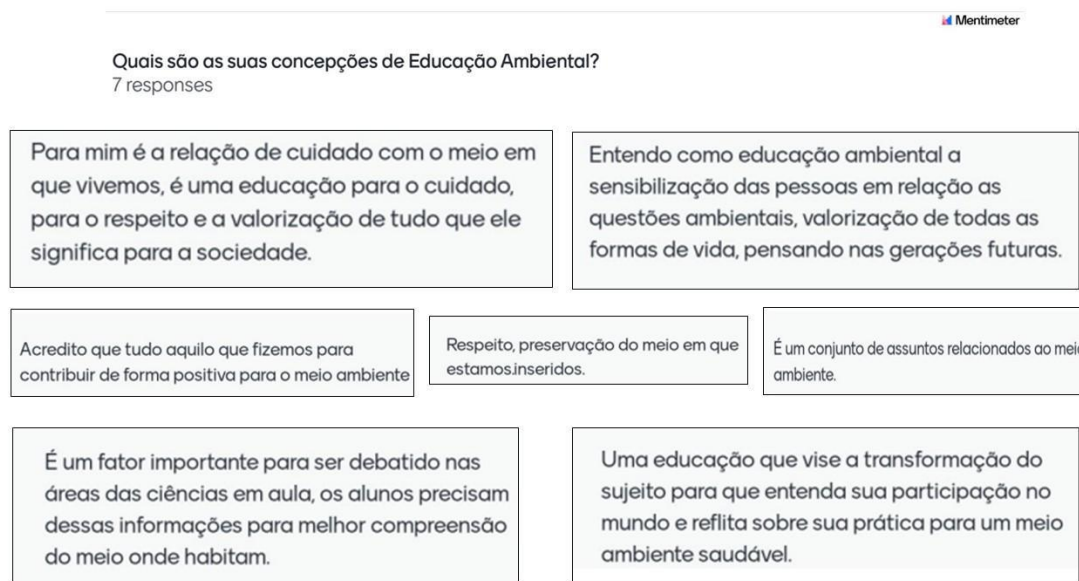 Mentimeter
Quais são as suas concepções de Educação Ambiental?
7 responses
Para mim é a relação de cuidado com o meio em
que vivemos, é uma educação para o cuidado,
para o respeito e a valorização de tudo que ele
significa para a sociedade.
Entendo como educação ambiental a
sensibilização das pessoas em relação as
questões ambientais, valorização de todas as
formas de vida, pensando nas gerações futuras.
Acredito que tudo aquilo que fizemos para
contribuir de forma positiva para o meio ambiente
Respeito, preservação do meio em que
estamos.inseridos.
É um conjunto de assuntos relacionados ao meio
ambiente.
É um fator importante para ser debatido nas
áreas das ciências em aula, os alunos precisam
dessas informações para melhor compreensão
do meio onde habitam.
Uma educação que vise a transformação do
sujeito para que entenda sua participação no
mundo e reflita sobre sua prática para um meio
ambiente saudável.